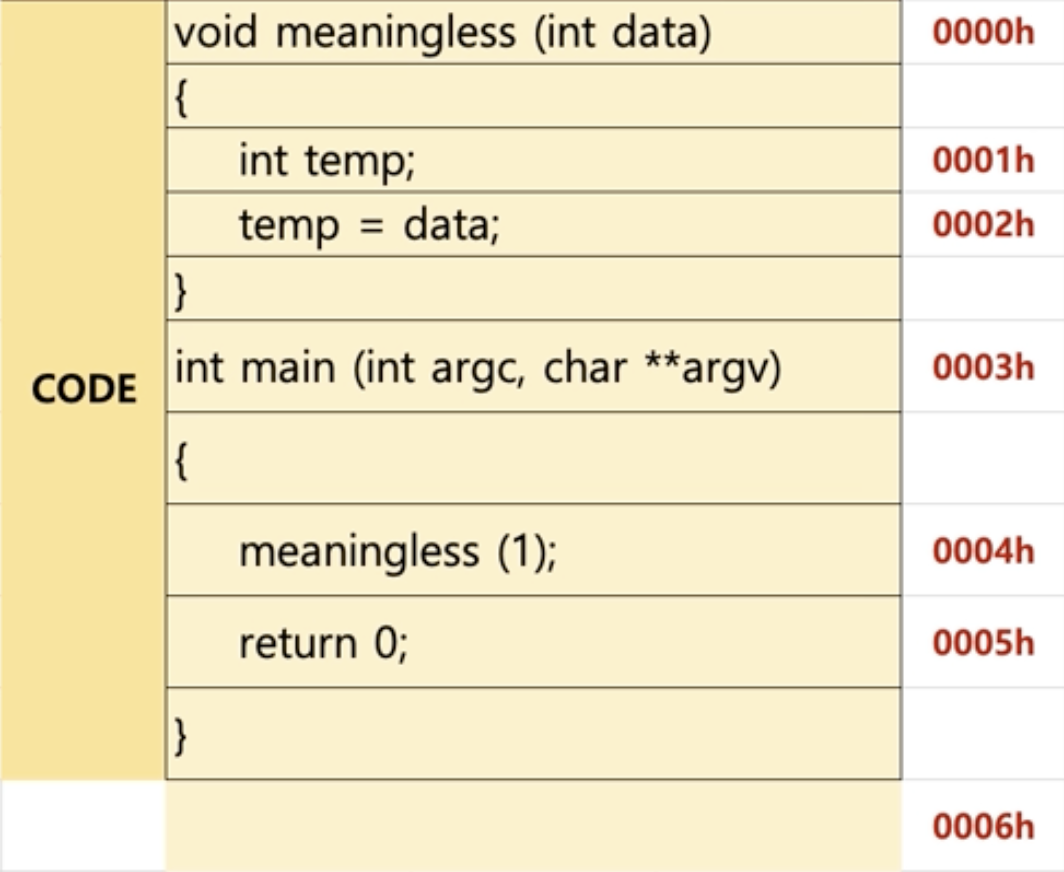 void meaningless (int data) 0000h
{
int temp; 0001h
temp = data; 0002h
}
int main (int argc, char **argv) 0003h
CODE
{
meaningless (1); 0004h
return 0; 0005h
}
0006h